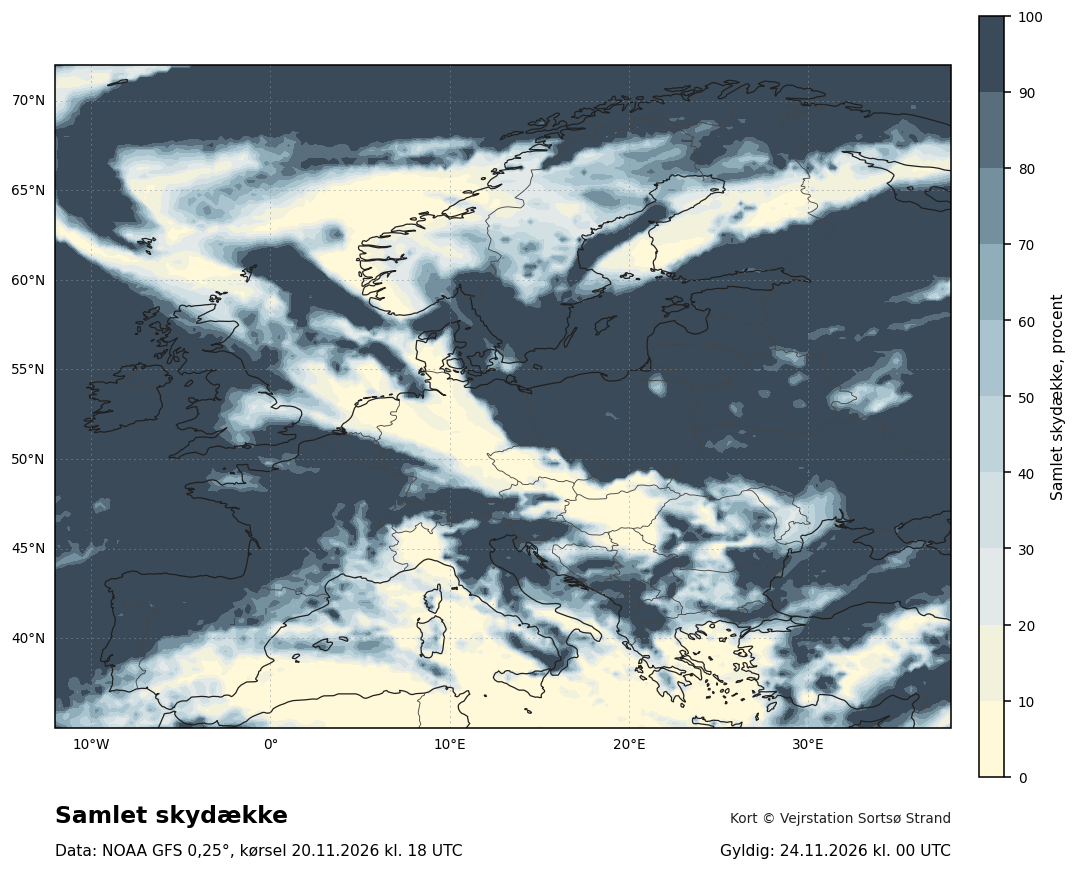 100
90
80
70
60
50
40
30
20
10
0
Samlet skydække, procent
70°N
65°N
60°N
55°N
50°N
45°N
40°N
10°W
0°
10°E
20°E
30°E
Samlet skydække
Kort © Vejrstation Sortsø Strand
Data: NOAA GFS 0,25°, kørsel 20.11.2026 kl. 18 UTC
Gyldig: 24.11.2026 kl. 00 UTC